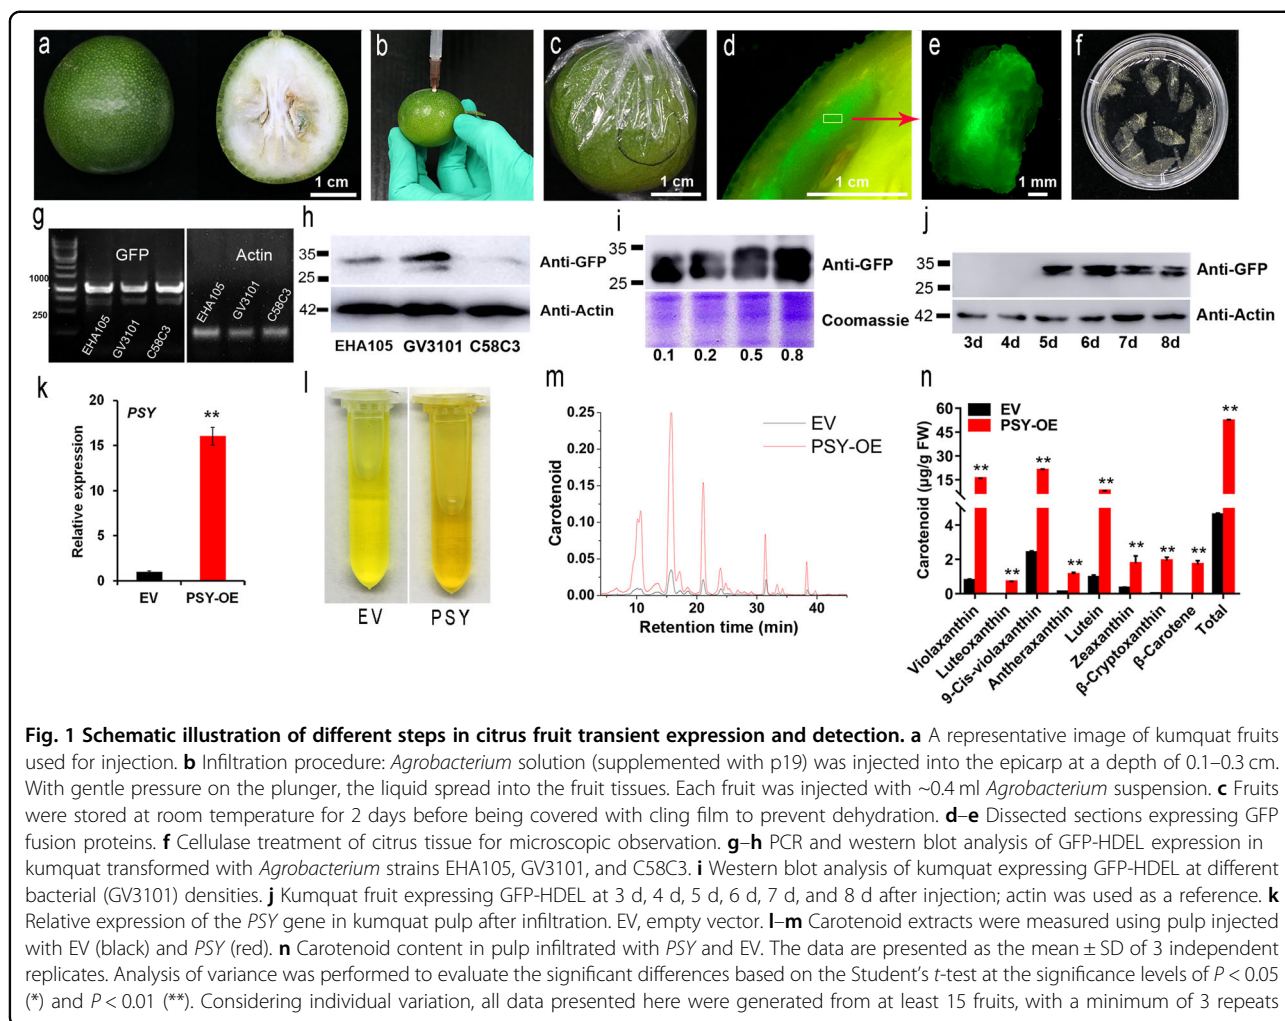 a
b
c
d
e
f
1 cm
1 cm
1 cm
1 mm
g
GFP
Actin
1000
250
EHA105
GV3101
C58C3
EHA105
GV3101
C58C3
h
35
25
42
Anti-GFP
Anti-Actin
EHA105 GV3101 C58C3
i
35
25
Anti-GFP
Coomassie
0.1 0.2 0.5 0.8
j
35
25
42
Anti-GFP
Anti-Actin
3d 4d 5d 6d 7d 8d
k
PSY
**
Relative expression
20
15
10
5
0
EV PSY-OE
l
EV PSY
m
Carotenoid
0.25
0.20
0.15
0.10
0.05
0.00
EV
PSY-OE
10 20 30 40
Retention time (min)
n
Carotenoid (µg/g FW)
60
45
30
15
4
2
0
EV
PSY-OE
** ** ** ** ** ** ** ** **
Violaxanthin
Luteoxanthin
9-Cis-violaxanthin
Antheraxanthin
Lutein
Zeaxanthin
β-Cryptoxanthin
β-Carotene
Total
Fig. 1 Schematic illustration of different steps in citrus fruit transient expression and detection. a A representative image of kumquat fruits
used for injection. b Infiltration procedure: Agrobacterium solution (supplemented with p19) was injected into the epicarp at a depth of 0.1–0.3 cm.
With gentle pressure on the plunger, the liquid spread into the fruit tissues. Each fruit was injected with ~0.4 ml Agrobacterium suspension. c Fruits
were stored at room temperature for 2 days before being covered with cling film to prevent dehydration. d–e Dissected sections expressing GFP
fusion proteins. f Cellulase treatment of citrus tissue for microscopic observation. g–h PCR and western blot analysis of GFP-HDEL expression in
kumquat transformed with Agrobacterium strains EHA105, GV3101, and C58C3. i Western blot analysis of kumquat expressing GFP-HDEL at different
bacterial (GV3101) densities. j Kumquat fruit expressing GFP-HDEL at 3 d, 4 d, 5 d, 6 d, 7 d, and 8 d after injection; actin was used as a reference. k
Relative expression of the PSY gene in kumquat pulp after infiltration. EV, empty vector. l–m Carotenoid extracts were measured using pulp injected
with EV (black) and PSY (red). n Carotenoid content in pulp infiltrated with PSY and EV. The data are presented as the mean ± SD of 3 independent
replicates. Analysis of variance was performed to evaluate the significant differences based on the Student's t-test at the significance levels of P < 0.05
(*) and P < 0.01 (**). Considering individual variation, all data presented here were generated from at least 15 fruits, with a minimum of 3 repeats